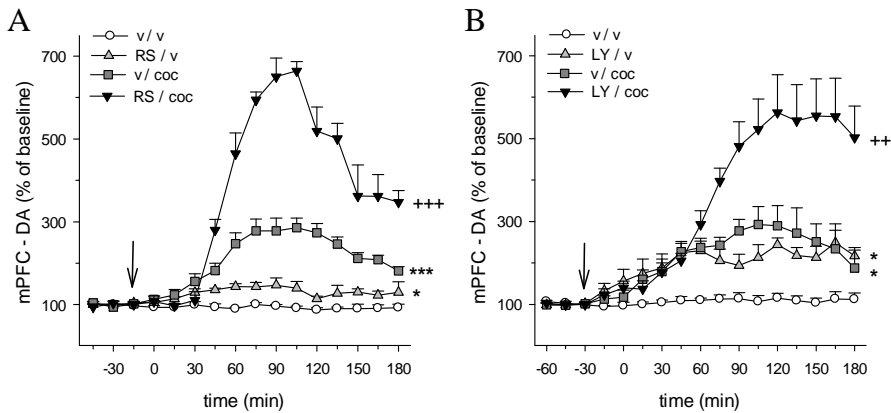 A
v / v
RS / v
v / coc
RS / coc
mPFC - DA (% of baseline)
700
500
300
100
+++
***
*
-30 0 30 60 90 120 150 180
time (min)
B
v / v
LY / v
v / coc
LY / coc
mPFC - DA (% of baseline)
700
500
300
100
++
*
*
-60 -30 0 30 60 90 120 150 180
time (min)